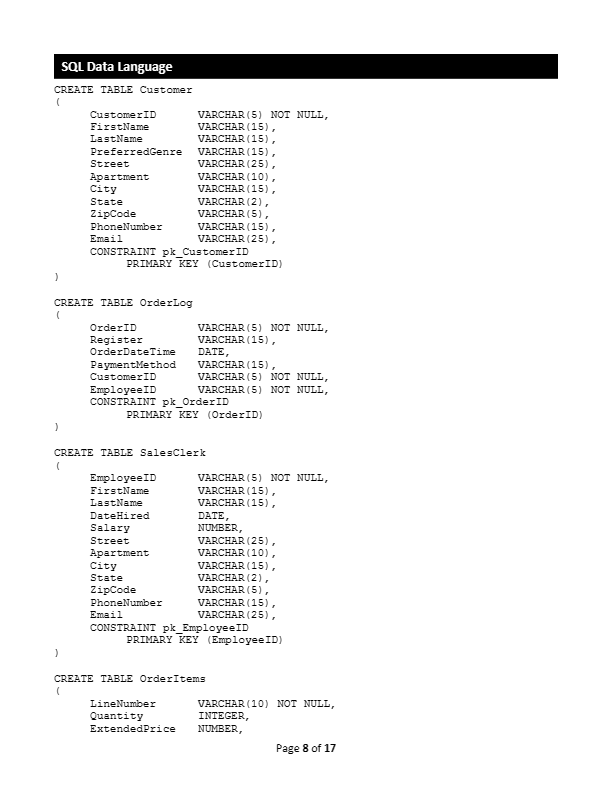 SQL Data Language
CREATE TABLE Customer
(
CustomerID VARCHAR(5) NOT NULL,
FirstName VARCHAR(15),
LastName VARCHAR(15),
PreferredGenre VARCHAR(15),
Street VARCHAR(25),
Apartment VARCHAR(10),
City VARCHAR(15),
State VARCHAR(2),
ZipCode VARCHAR(5),
PhoneNumber VARCHAR(15),
Email VARCHAR(25),
CONSTRAINT pk_CustomerID
PRIMARY KEY (CustomerID)
)
CREATE TABLE OrderLog
(
OrderID VARCHAR(5) NOT NULL,
Register VARCHAR(15),
OrderDateTime DATE,
PaymentMethod VARCHAR(15),
CustomerID VARCHAR(5) NOT NULL,
EmployeeID VARCHAR(5) NOT NULL,
CONSTRAINT pk_OrderID
PRIMARY KEY (OrderID)
)
CREATE TABLE SalesClerk
(
EmployeeID VARCHAR(5) NOT NULL,
FirstName VARCHAR(15),
LastName VARCHAR(15),
DateHired DATE,
Salary NUMBER,
Street VARCHAR(25),
Apartment VARCHAR(10),
City VARCHAR(15),
State VARCHAR(2),
ZipCode VARCHAR(5),
PhoneNumber VARCHAR(15),
Email VARCHAR(25),
CONSTRAINT pk_EmployeeID
PRIMARY KEY (EmployeeID)
)
CREATE TABLE OrderItems
(
LineNumber VARCHAR(10) NOT NULL,
Quantity INTEGER,
ExtendedPrice NUMBER,
Page 8 of 17